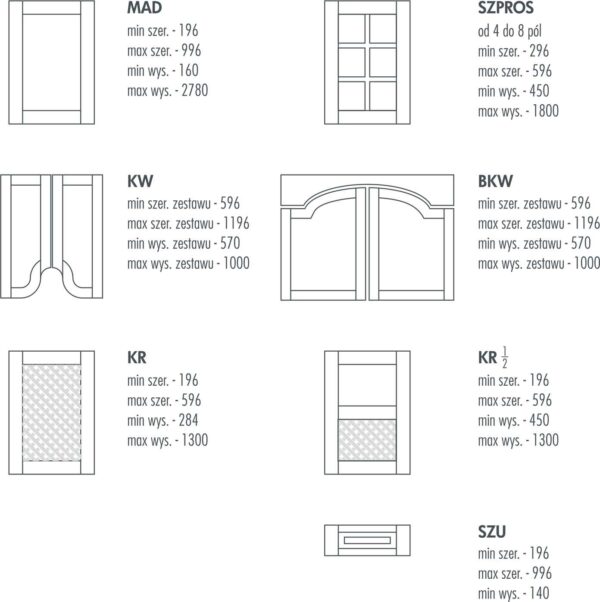 MAD
min szer. - 196
max szer. - 996
min wys. - 160
max wys. - 2780
SZPROS
od 4 do 8 pól
min szer. - 296
max szer. - 596
min wys. - 450
max wys. - 1800
KW
min szer. zestawu - 596
max szer. zestawu - 1196
min wys. zestawu - 570
max wys. zestawu - 1000
BKW
min szer. zestawu - 596
max szer. zestawu - 1196
min wys. zestawu - 570
max wys. zestawu - 1000
KR
min szer. - 196
max szer. - 596
min wys. - 284
max wys. - 1300
KR 1/2
min szer. - 196
max szer. - 596
min wys. - 450
max wys. - 1300
SZU
min szer. - 196
max szer. - 996
min wys. - 140